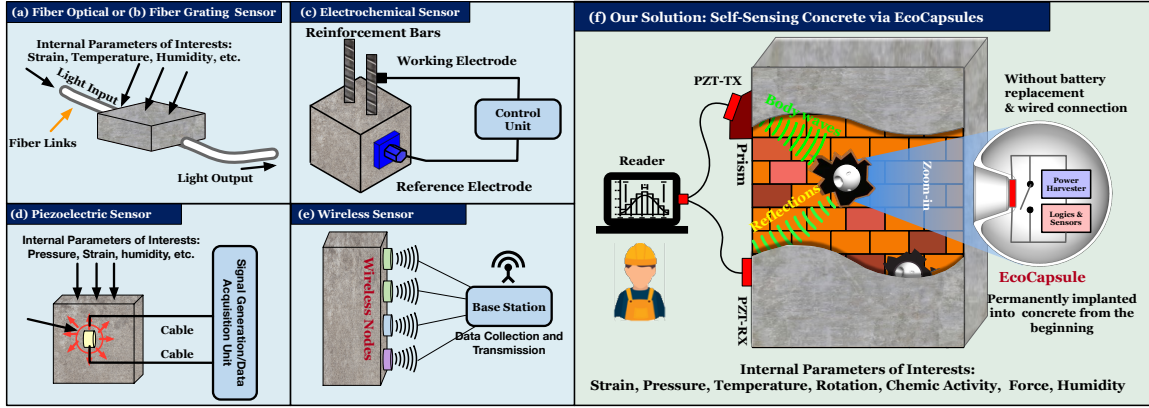 (a) Fiber Optical or (b) Fiber Grating Sensor
Internal Parameters of Interests:
Strain, Temperature, Humidity, etc.
Light Input
Fiber Links
Light Output
(c) Electrochemical Sensor
Reinforcement Bars
Working Electrode
Control
Unit
Reference Electrode
(d) Piezoelectric Sensor
Internal Parameters of Interests:
Pressure, Strain, humidity, etc.
Cable
Cable
Signal Generation/Data
Acquisition Unit
(e) Wireless Sensor
Wireless Nodes
Base Station
Data Collection and
Transmission
(f) Our Solution: Self-Sensing Concrete via EcoCapsules
PZT-TX
Prism
Body waves
Reader
Reflections
PZT-RX
Zoom-in
Without battery
replacement
& wired connection
Power
Harvester
Logics &
Sensors
EcoCapsule
Permanently implanted
into concrete from the
beginning
Internal Parameters of Interests:
Strain, Pressure, Temperature, Rotation, Chemic Activity, Force, Humidity